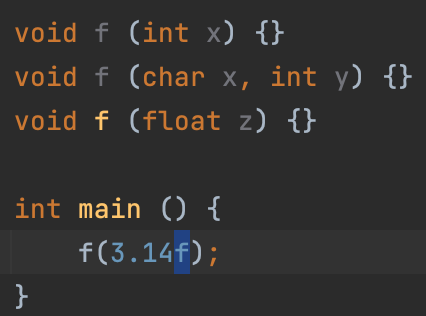 void f (int x) {}
void f (char x, int y) {}
void f (float z) {}
int main () {
f(3.14f);
}